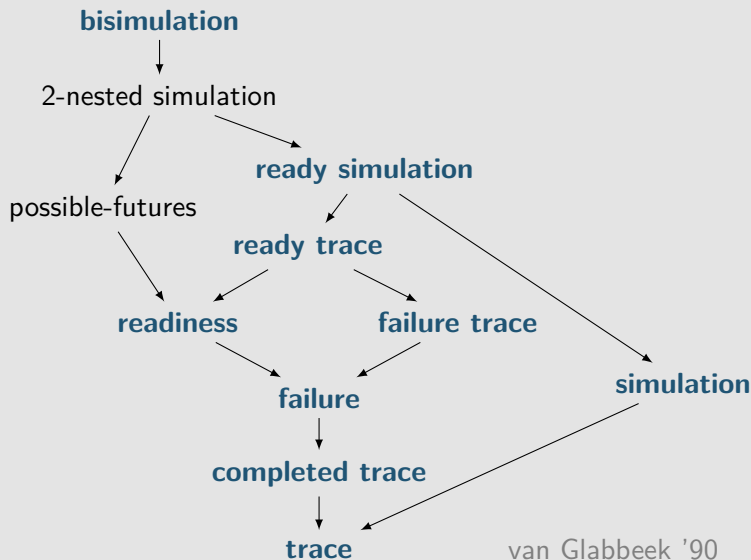 bisimulation
2-nested simulation
ready simulation
possible-futures
ready trace
readiness
failure trace
simulation
failure
completed trace
trace
van Glabbeek '90